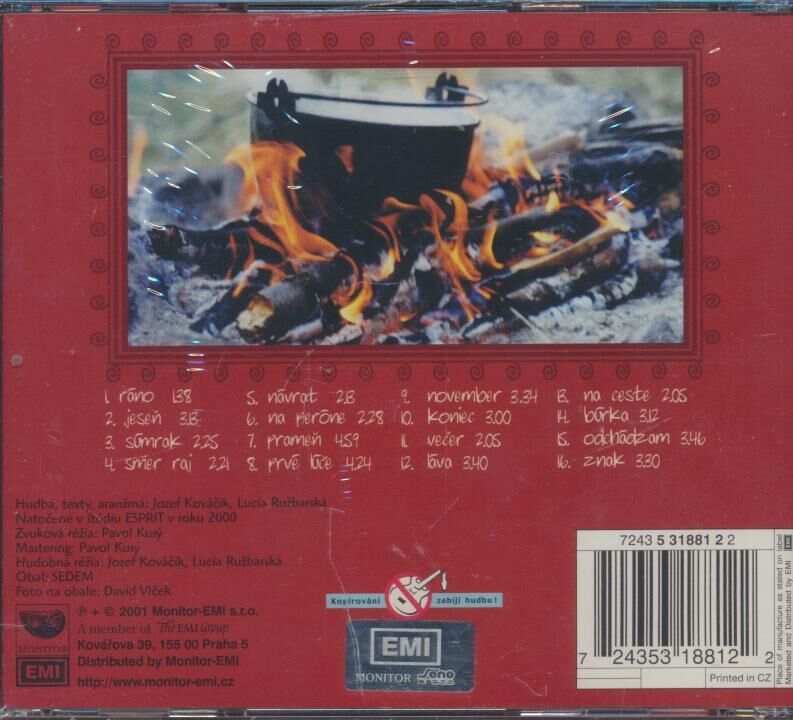 1. ráno 1.38
2. jeseň 3.13
3. súmrak 2.25
4. smer raj 2.21
5. návrat 2.13
6. na peróne 2.28
7. prameň 4.59
8. prvé lúče 4.24
9. november 3.34
10. koniec 3.00
11. večer 2.05
12. láva 3.40
13. na ceste 2.05
14. búrka 3.12
15. odchádzam 3.46
16. znak 3.30
Hudba, texty, aranžmá: Jozef Kováčik, Lucia Ružbarská
Natočené v štúdiu ESPRIT v roku 2000
Zvuková réžia: Pavol Kusý
Mastering: Pavol Kusý
Hudobná réžia: Jozef Kováčik, Lucia Ružbarská
Obal: SEDEM
Foto na obale: David Vlček
℗ + © 2001 Monitor-EMI s.r.o.
A member of The EMI Group
Kovářova 39, 155 00 Praha 5
Distributed by Monitor-EMI
http://www.monitor-emi.cz
MONITOR
EMI
Kopírování zabíjí hudbu!
EMI
MONITOR
7243 5 31881 2 2
7 24353 18812 2
Printed in CZ
Place of manufacture as stated on label
Marketed and Distributed by EMI
EMI